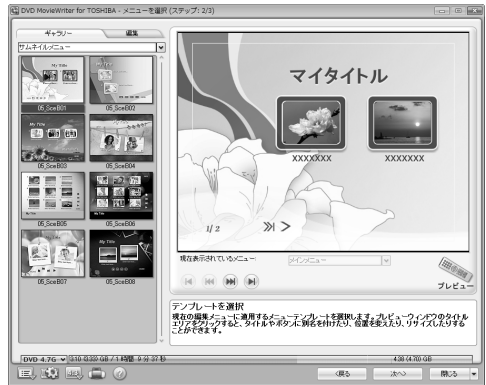 DVD MovieWriter for TOSHIBA - メニューを選択 (ステップ: 2/3)
ギャラリー
編集
サムネイルメニュー
My Title
05_SceB01
05_SceB02
05_SceB03
05_SceB04
05_SceB05
05_SceB06
05_SceB07
05_SceB08
マイタイトル
XXXXXXX
XXXXXXX
1/2
現在表示されているメニュー:
メインメニュー
プレビュー
テンプレートを選択
現在の編集メニューに適用するメニューテンプレートを選択します。プレビューウィンドウのタイトル
エリアをクリックすると、タイトルやボタンに別名を付けたり、位置を変えたり、リサイズしたりする
ことができます。
DVD 4.7G
4.38 (4.70) GB
<戻る
次へ>
閉じる